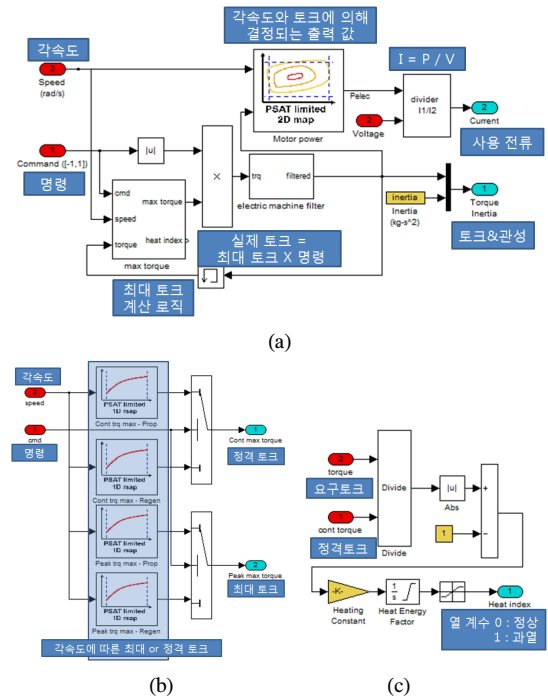 각속도와 토크에 의해
결정되는 출력 값
각속도
I = P / V
3
Speed
(rad/s)
PSAT limited
2D map
Motor power
Pelec
divider
I1/I2
2
Voltage
2
Current
사용 전류
1
Command ([-1,1])
명령
|u|
×
trq
filtered
electric machine filter
cmd
speed
torque
max torque
heat index
max torque
inertia
Inertia
(kg-s^2)
1
Torque
Inertia
토크&관성
실제 토크 =
최대 토크 X 명령
최대 토크
계산 로직
(a)
각속도
speed
1
cmd
명령
PSAT limited
1D map
Cont trq max - Prop
PSAT limited
1D map
Cont trq max - Regen
PSAT limited
1D map
Peak trq max - Prop
PSAT limited
1D map
Peak trq max - Regen
1
Cont max torque
정격 토크
2
Peak max torque
최대 토크
각속도에 따른 최대 or 정격 토크
(b)
2
torque
요구토크
1
cont torque
정격토크
Divide
Divide
|u|
Abs
1
+
−
-K-
Heating
Constant
1
s
Heat Energy
Factor
1
Heat index
열 계수 0 : 정상
1 : 과열
(c)